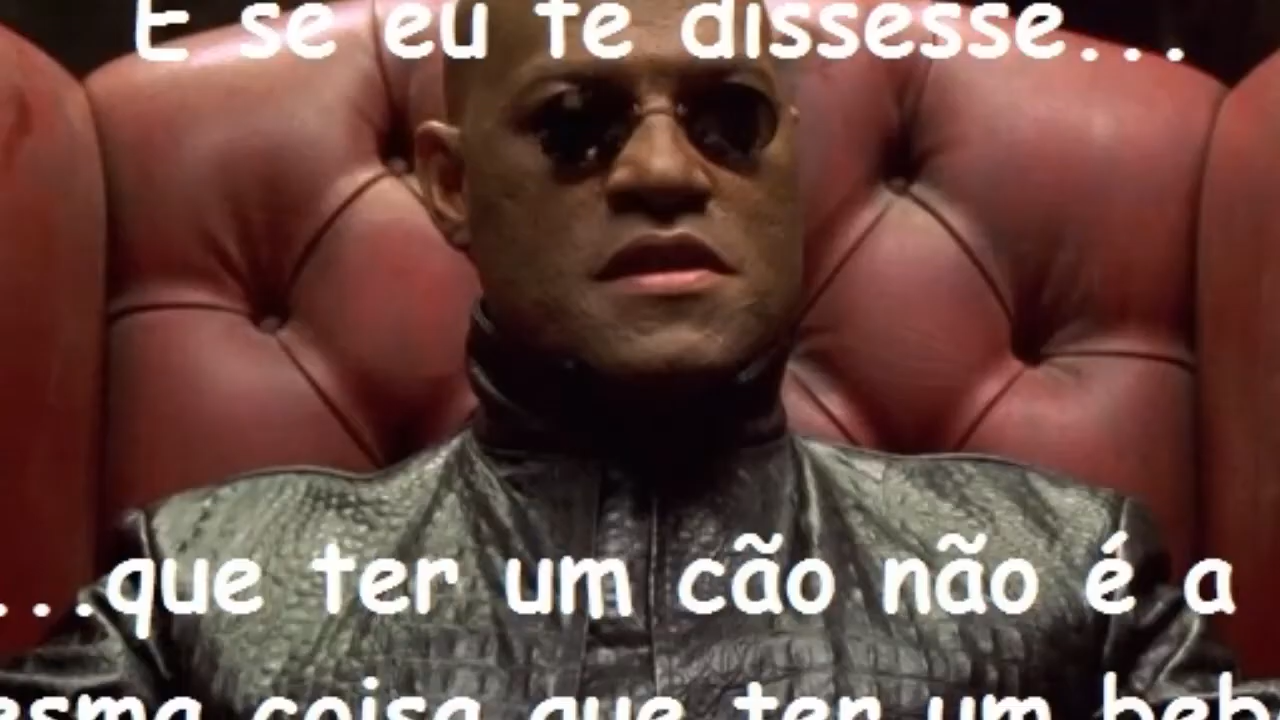 E se eu te dissesse...
...que ter um cão não é a
esma coisa que ter um beb